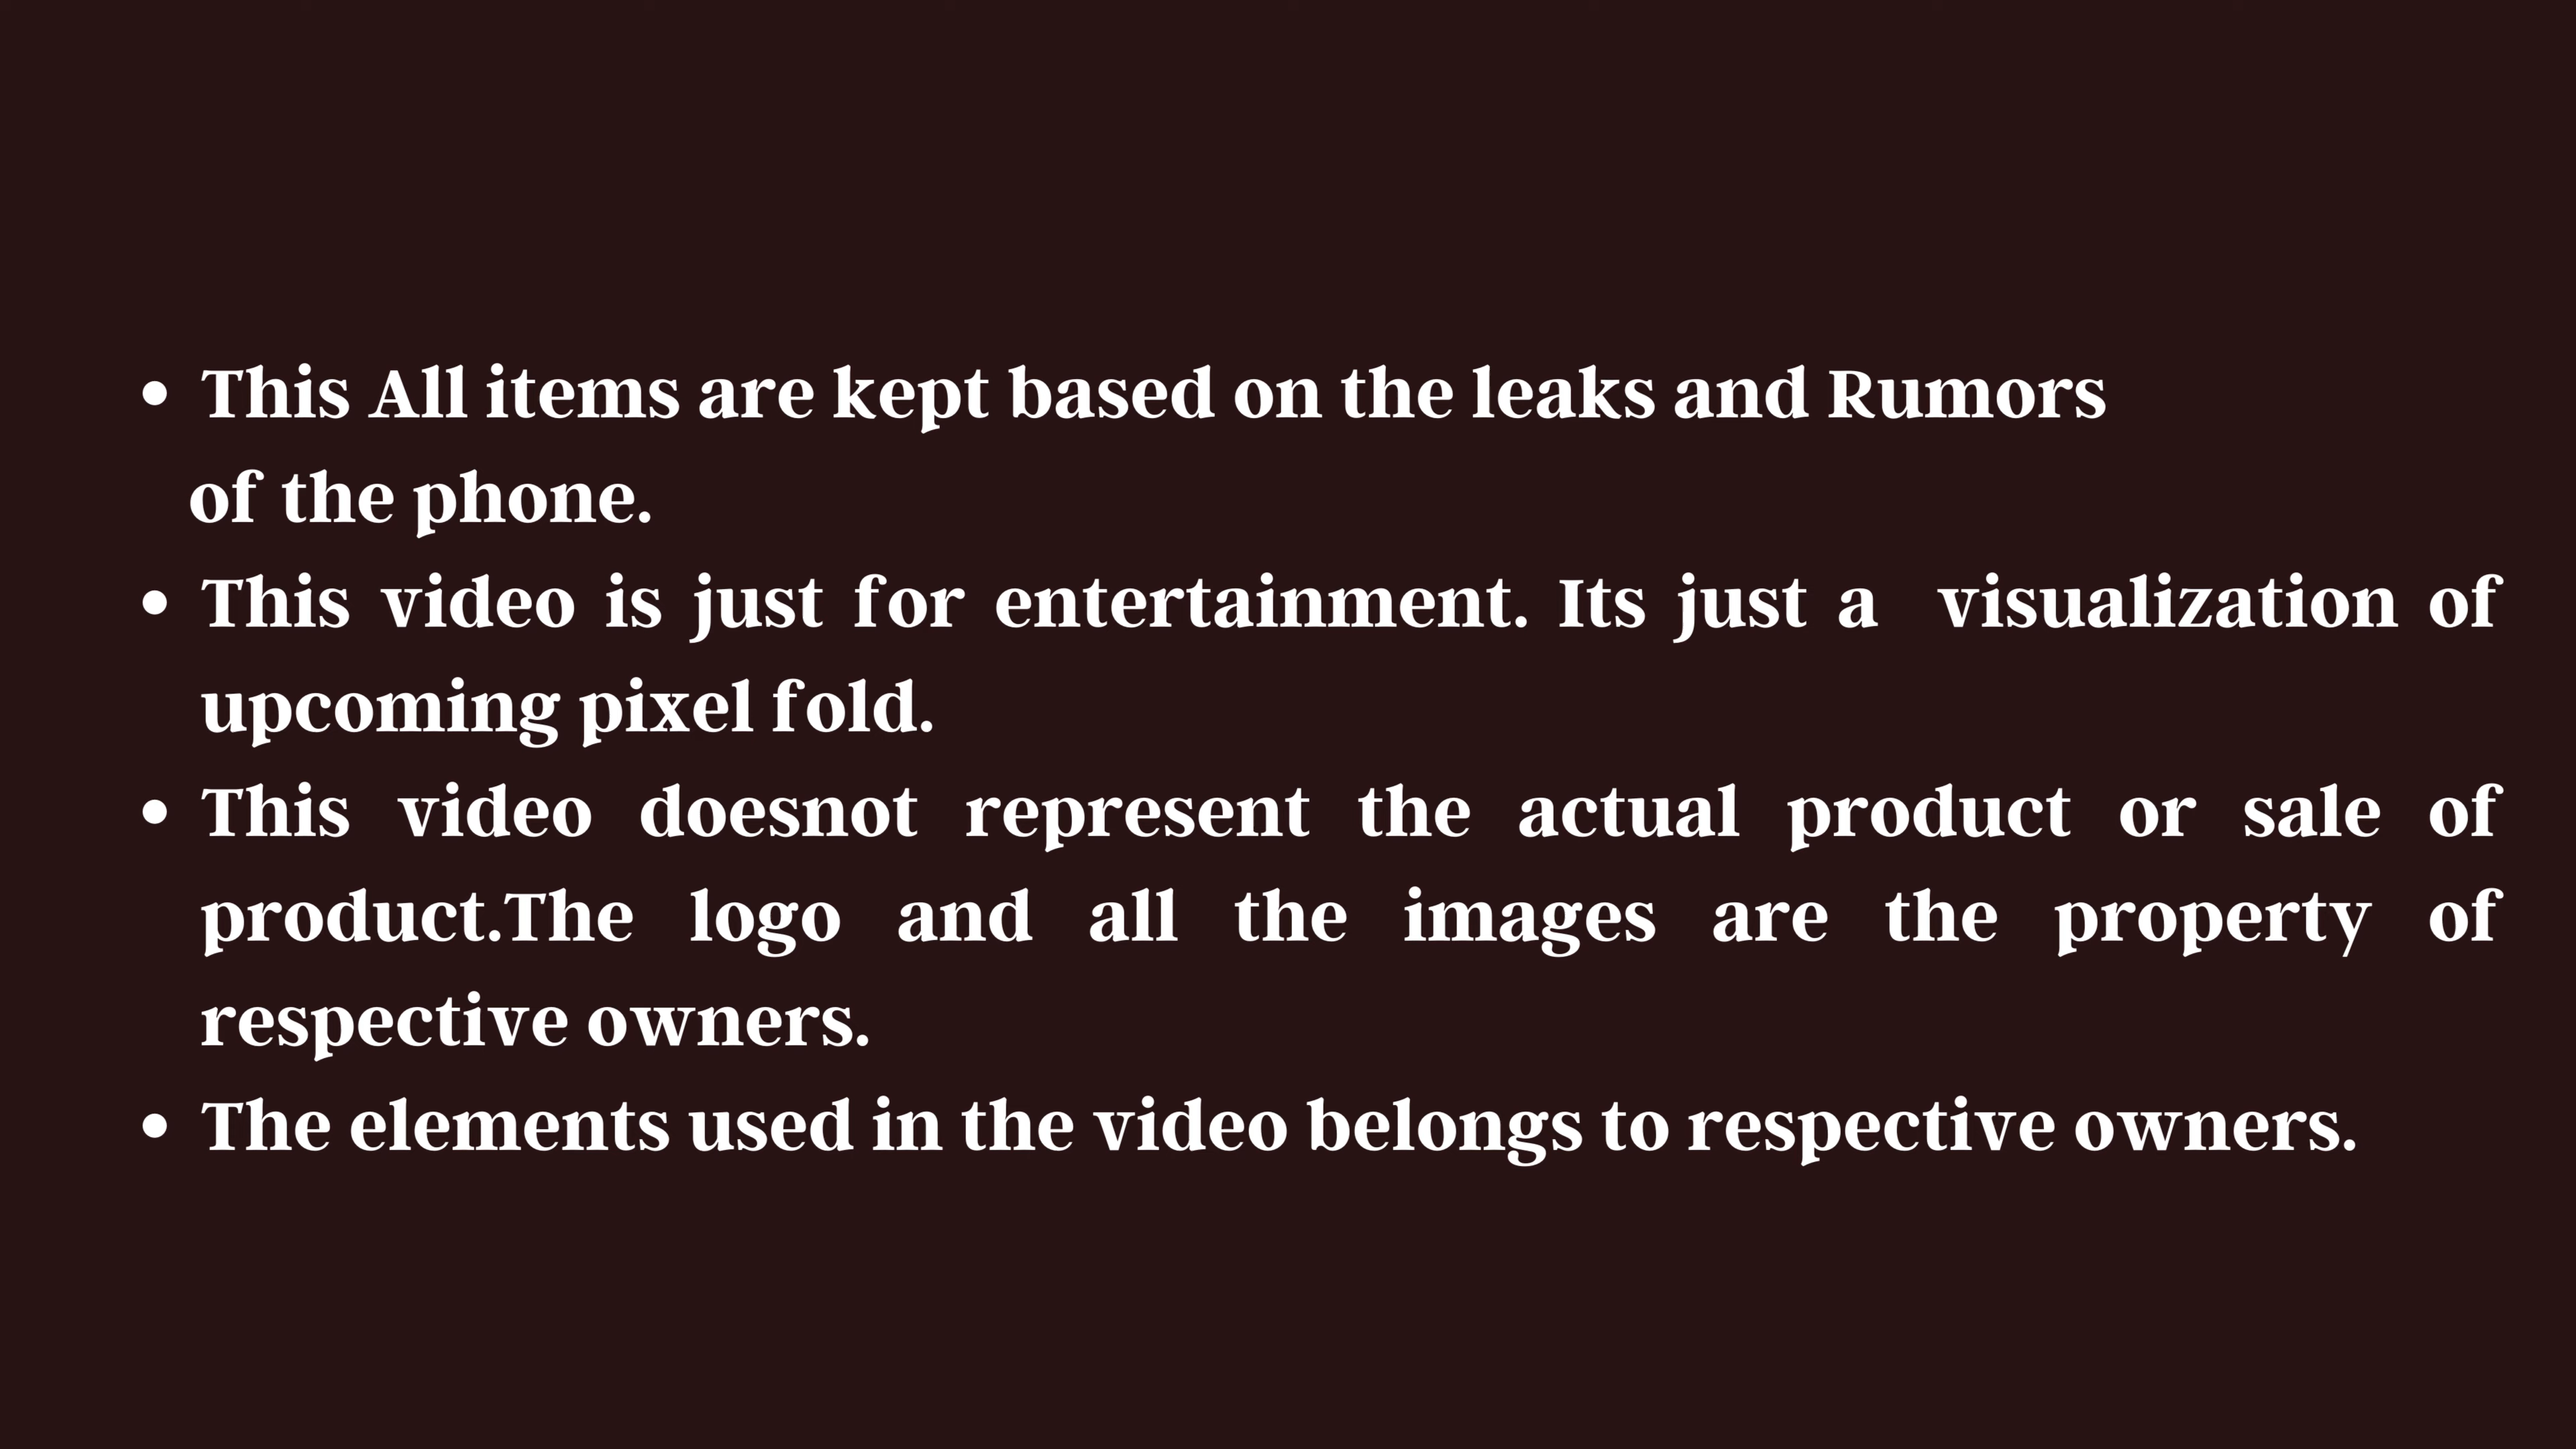 • This All items are kept based on the leaks and Rumors
of the phone.
• This video is just for entertainment. Its just a visualization of
upcoming pixel fold.
• This video doesnot represent the actual product or sale of
product.The logo and all the images are the property of
respective owners.
• The elements used in the video belongs to respective owners.